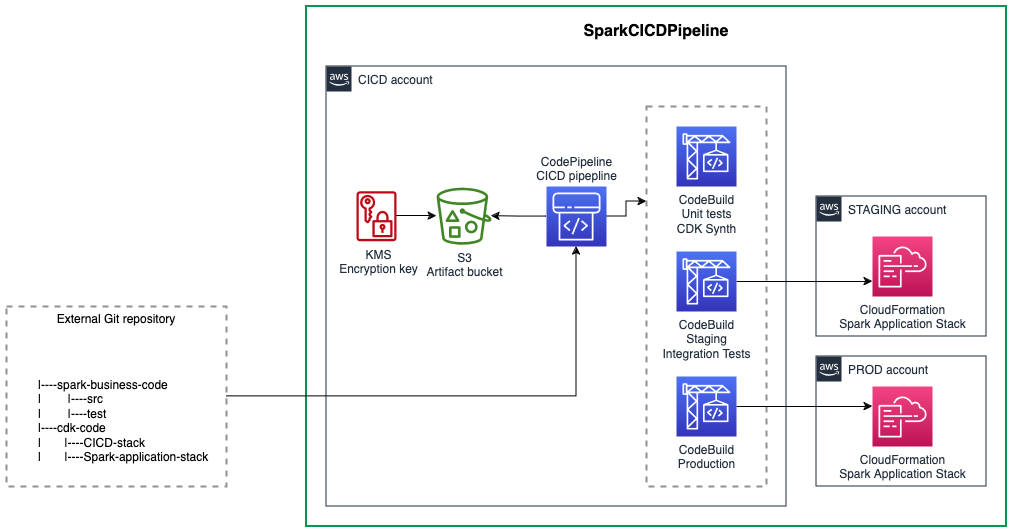 SparkCICDPipeline
aws
CICD account
CodePipeline
CICD pipepline
CodeBuild
Unit tests
CDK Synth
KMS
Encryption key
S3
Artifact bucket
aws
STAGING account
CloudFormation
Spark Application Stack
CodeBuild
Staging
Integration Tests
aws
PROD account
CloudFormation
Spark Application Stack
CodeBuild
Production
External Git repository
|----spark-business-code
|       |----src
|       |----test
|----cdk-code
|       |----CICD-stack
|       |----Spark-application-stack